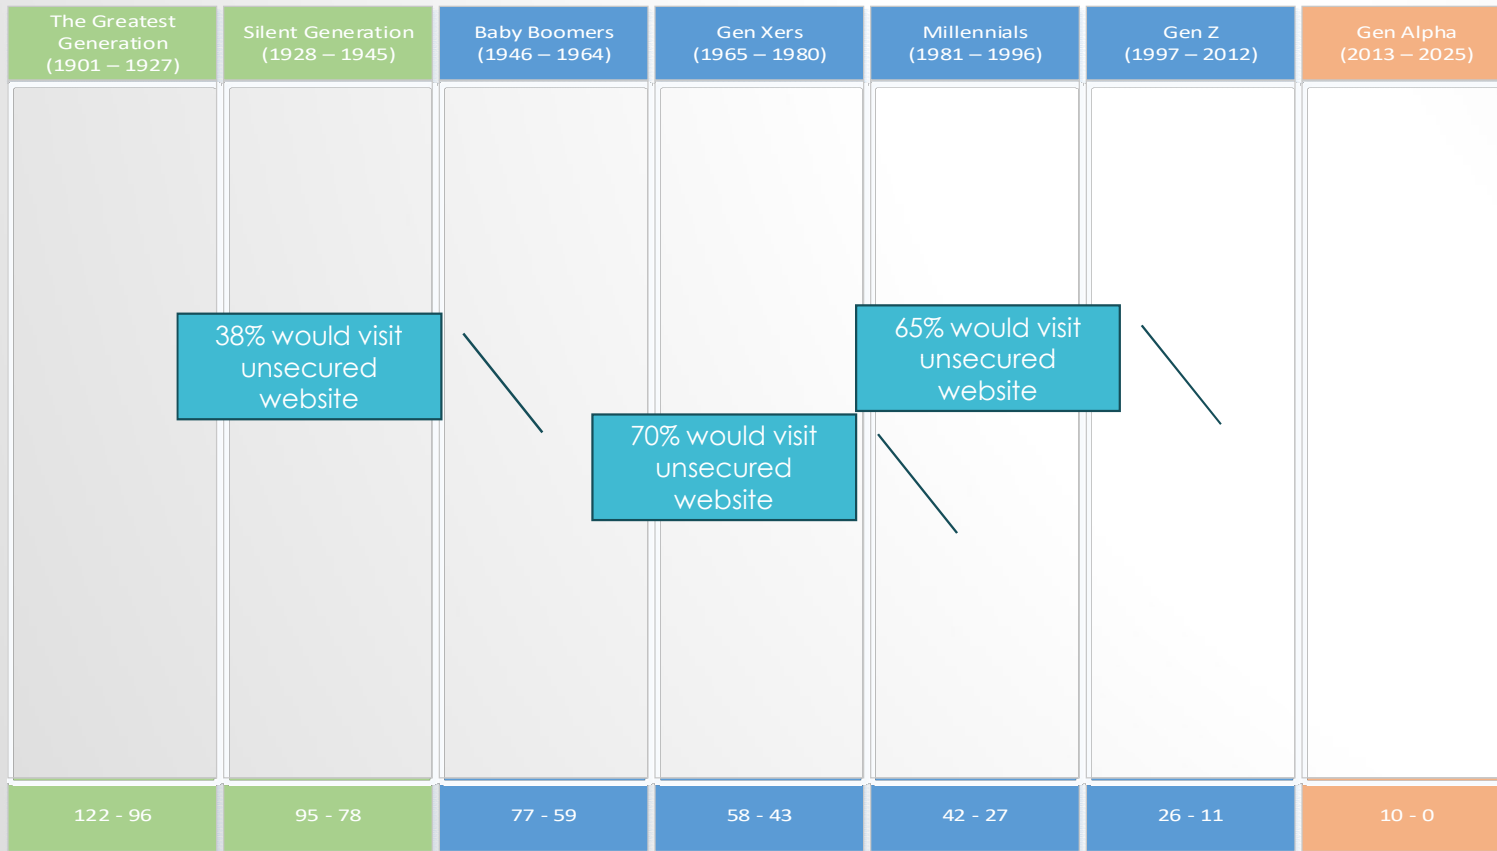 The Greatest
Generation
(1901 – 1927)
Silent Generation
(1928 – 1945)
Baby Boomers
(1946 – 1964)
Gen Xers
(1965 – 1980)
Millennials
(1981 – 1996)
Gen Z
(1997 – 2012)
Gen Alpha
(2013 – 2025)
38% would visit
unsecured
website
70% would visit
unsecured
website
65% would visit
unsecured
website
122 - 96
95 - 78
77 - 59
58 - 43
42 - 27
26 - 11
10 - 0